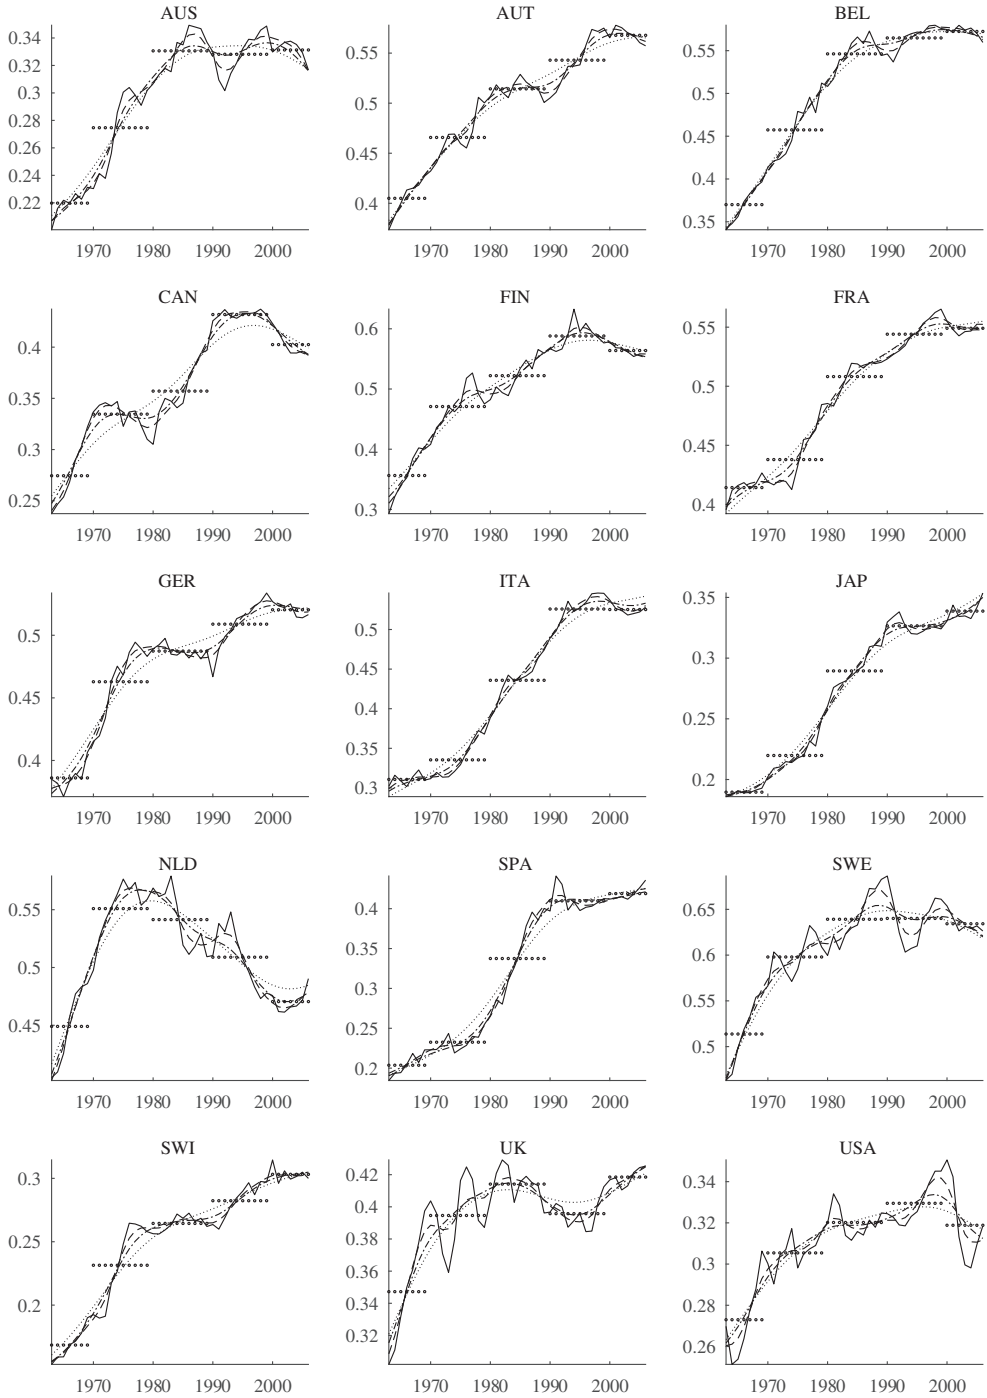 AUS AUT BEL
0.34 0.32 0.3 0.28 0.26 0.24 0.22
0.55 0.5 0.45 0.4
0.55 0.5 0.45 0.4 0.35
1970 1980 1990 2000 1970 1980 1990 2000 1970 1980 1990 2000
CAN FIN FRA
0.4 0.35 0.3 0.25
0.6 0.5 0.4 0.3
0.55 0.5 0.45 0.4
1970 1980 1990 2000 1970 1980 1990 2000 1970 1980 1990 2000
GER ITA JAP
0.5 0.45 0.4
0.5 0.45 0.4 0.35 0.3
0.35 0.3 0.25 0.2
1970 1980 1990 2000 1970 1980 1990 2000 1970 1980 1990 2000
NLD SPA SWE
0.55 0.5 0.45
0.4 0.35 0.3 0.25 0.2
0.65 0.6 0.55 0.5
1970 1980 1990 2000 1970 1980 1990 2000 1970 1980 1990 2000
SWI UK USA
0.3 0.25 0.2
0.42 0.4 0.38 0.36 0.34 0.32
0.34 0.32 0.3 0.28 0.26
1970 1980 1990 2000 1970 1980 1990 2000 1970 1980 1990 2000